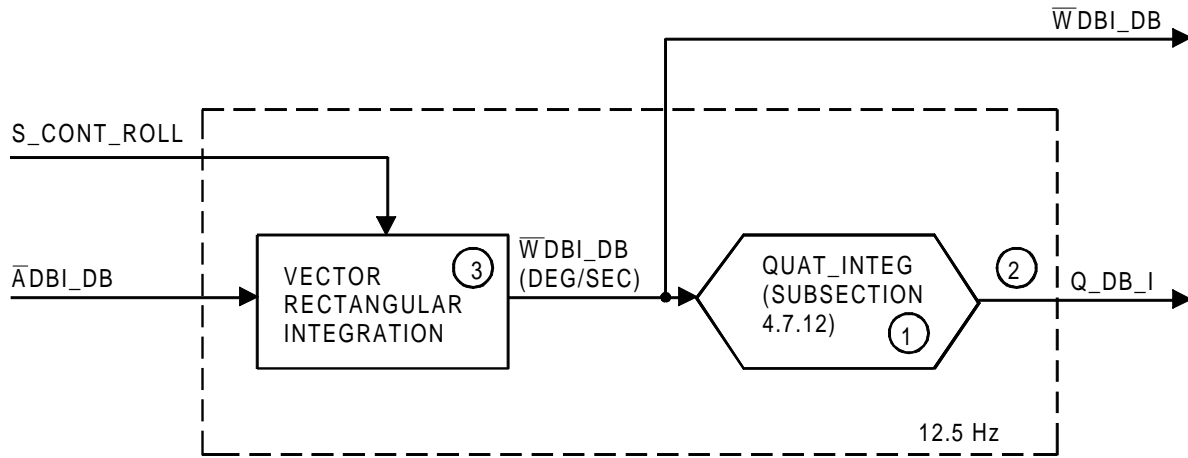 W̅DBI_DB
S_CONT_ROLL
A̅DBI_DB
VECTOR
RECTANGULAR
INTEGRATION
3
W̅DBI_DB
(DEG/SEC)
QUAT_INTEG
(SUBSECTION
4.7.12)
1
2
Q_DB_I
12.5 Hz